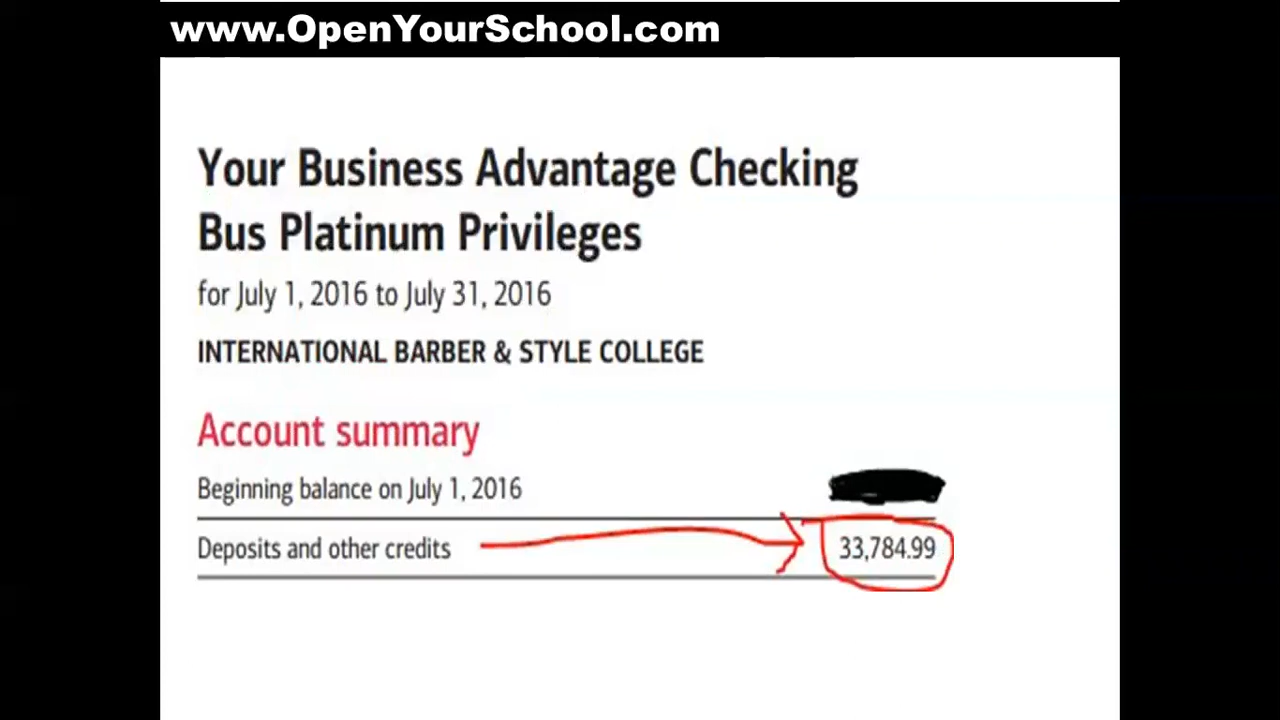 www.OpenYourSchool.com
Your Business Advantage Checking
Bus Platinum Privileges
for July 1, 2016 to July 31, 2016
INTERNATIONAL BARBER & STYLE COLLEGE
Account summary
Beginning balance on July 1, 2016
Deposits and other credits 33,784.99